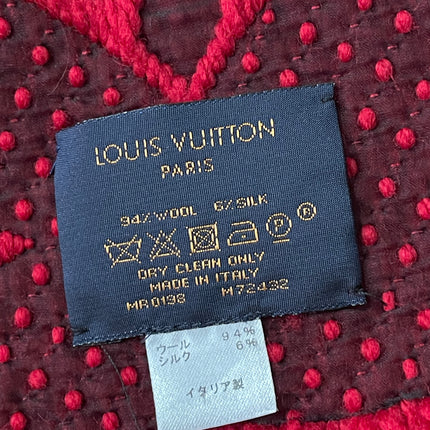 LOUIS VUITTON
PARIS
94% WOOL 6% SILK
DRY CLEAN ONLY
MADE IN ITALY
MR0198 M72432
ウール 94%
シルク 6%
イタリア製